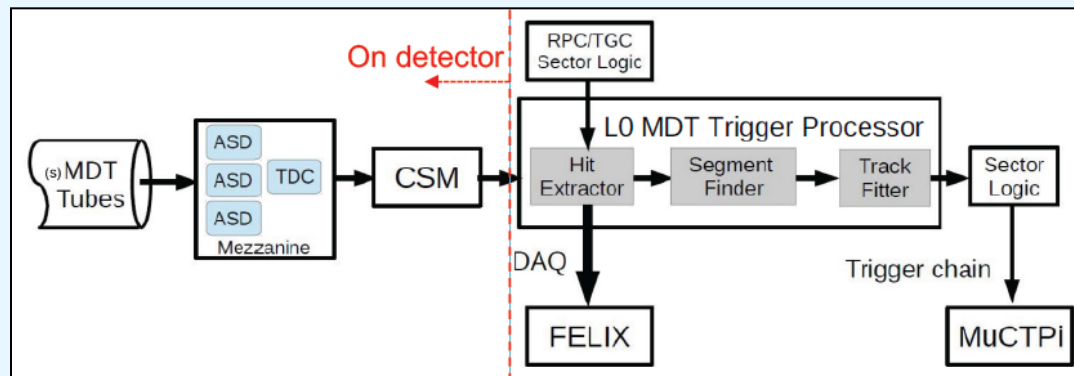 On detector
RPC/TGC
Sector Logic
L0 MDT Trigger Processor
(s) MDT
Tubes
ASD
ASD
ASD
TDC
Mezzanine
CSM
Hit
Extractor
Segment
Finder
Track
Fitter
Sector
Logic
DAQ
Trigger chain
FELIX
MuCTPi